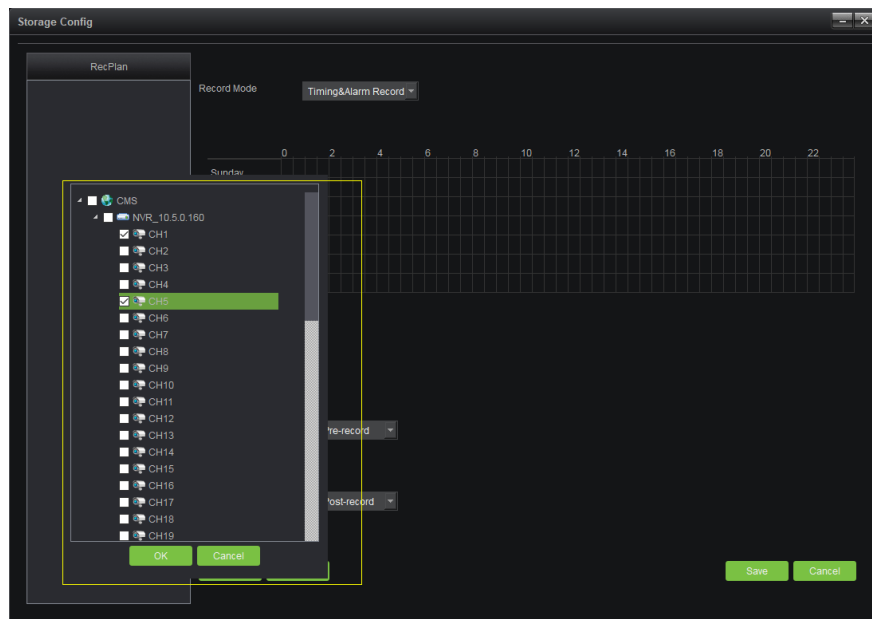 Storage Config
RecPlan
Record Mode
Timing&Alarm Record
0 2 4 6 8 10 12 14 16 18 20 22
Sunday
CMS
NVR_10.5.0.160
CH1
CH2
CH3
CH4
CH5
CH6
CH7
CH8
CH9
CH10
CH11
CH12
CH13
Pre-record
CH14
CH15
CH16
CH17
Post-record
CH18
CH19
OK Cancel
Save Cancel